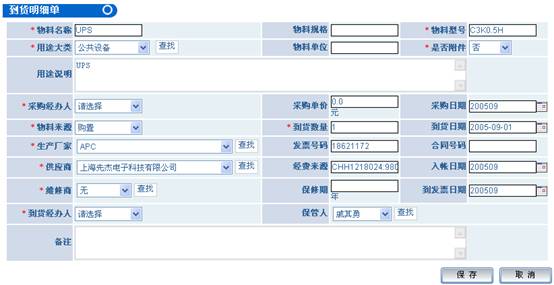 到货明细单
*物料名称 UPS 物料规格 *物料型号 C3K0.5H
*用途大类 公共设备 查找 物料单位 *是否附件 否
用途说明 UPS
*采购经办人 请选择 采购单价 0.0 元 采购日期 200509
*物料来源 购置 *到货数量 1 到货日期 2005-09-01
*生产厂家 APC 查找 发票号码 18621172 合同号码
*供应商 上海先杰电子科技有限公司 查找 经费来源 CHH1218024:980 入帐日期 200509
*维修商 无 查找 保修期 年 到发票日期 200509
*到货经办人 请选择 保管人 戚其勇 查找
备注
保存 取消